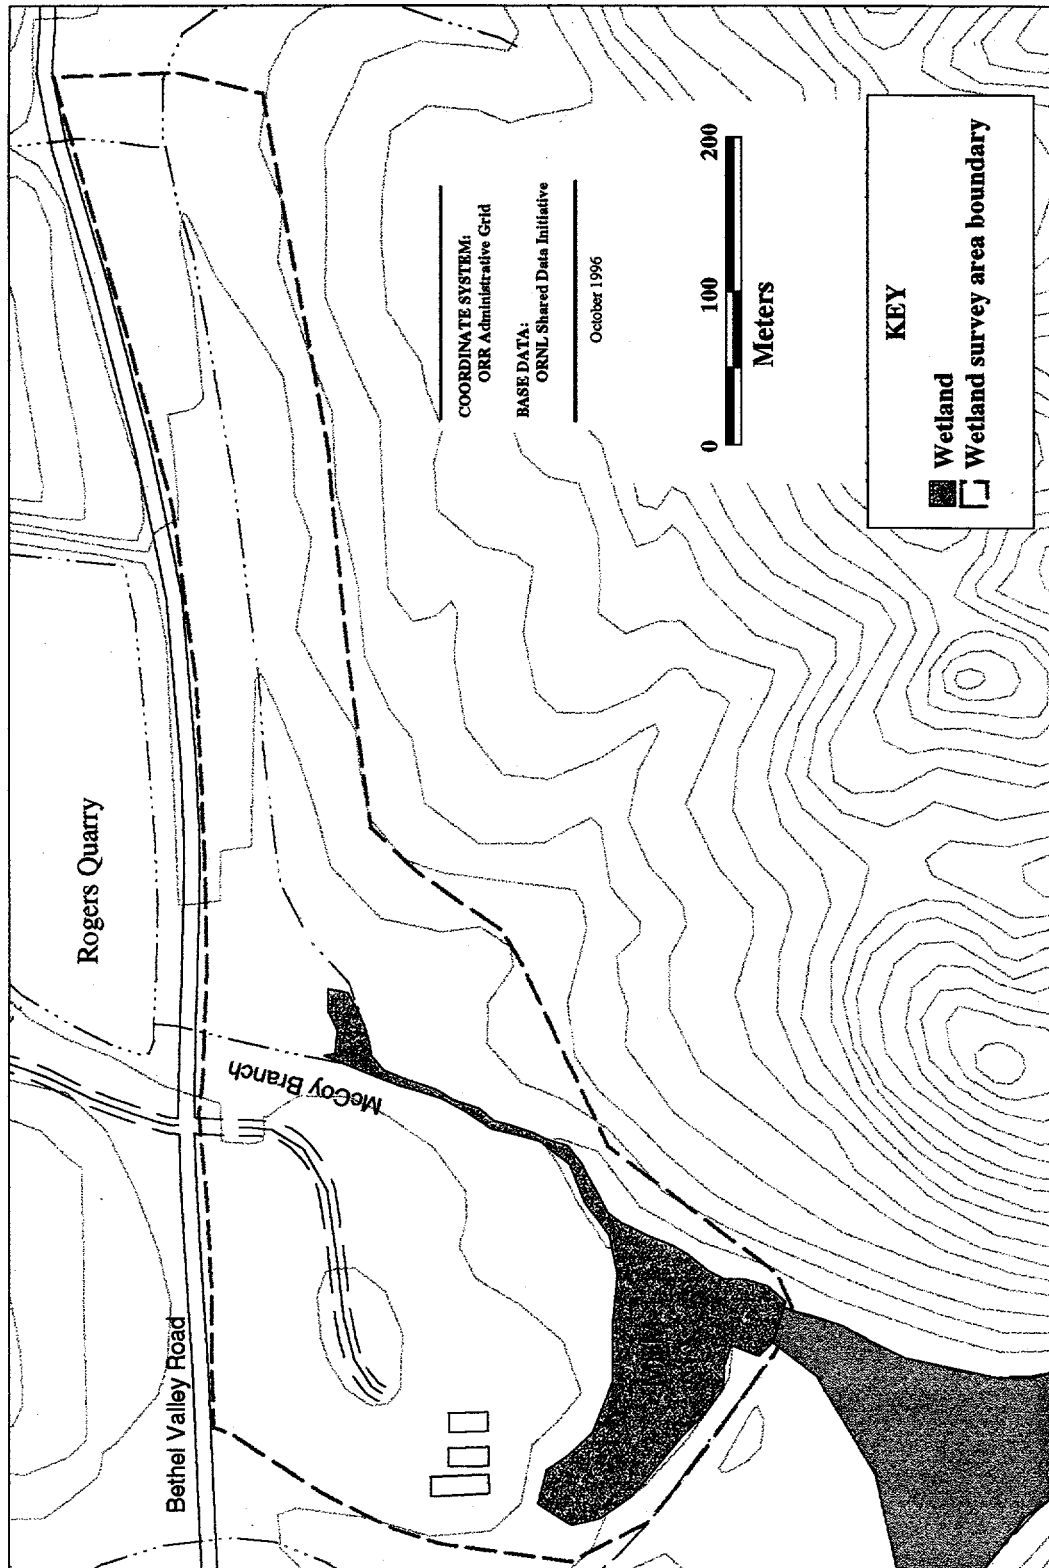 Rogers Quarry
Bethel Valley Road
McCoy Branch
COORDINATE SYSTEM:
ORR Administrative Grid
BASE DATA:
ORNL Shared Data Initiative
October 1996
0 100 200
Meters
KEY
Wetland
Wetland survey area boundary